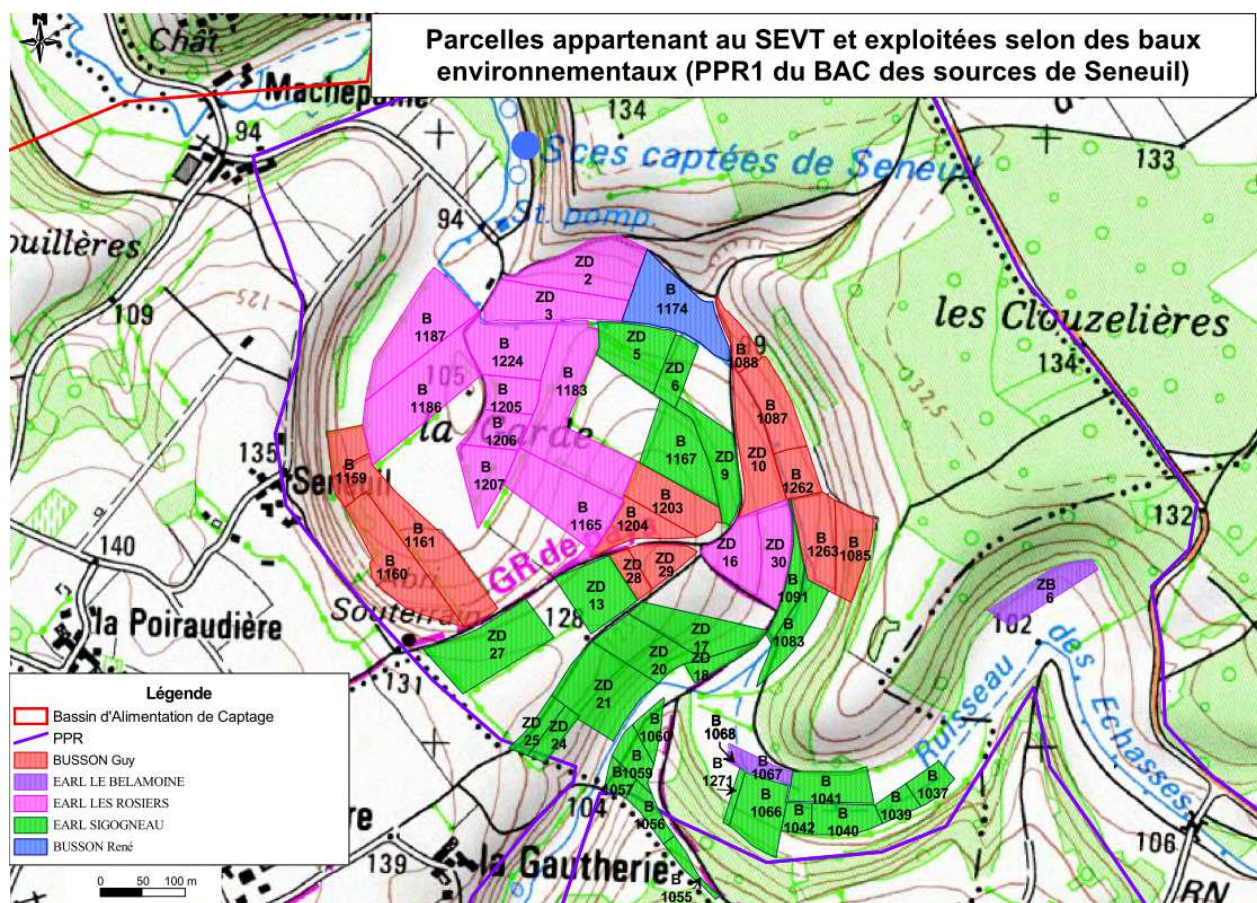 N
Parcelles appartenant au SEVT et exploitées selon des baux
environnementaux (PPR1 du BAC des sources de Seneuil)
Chât.
94
134
133
Sces captées de Seneuil
St. pomp.
94
125
109
ZD
2
ZD
3
B
1174
les Clouzelières
134
132,5
B
1187
B
1224
ZD
5
ZD
6
B
1088
B
1183
105
B
1186
B
1205
B
1206
la Garde
B
1087
B
1167
ZD
9
ZD
10
135
Seneuil
B
1159
B
1207
B
1262
B
1203
B
1204
B
1165
132
140
B
1161
B
1160
ZD
16
ZD
30
B
1263
B
1085
GR de
ZD
28
ZD
29
B
1091
ZB
6
Abri
Souterrain
ZD
13
128
102
la Poiraudière
ZD
27
ZD
17
B
1083
ZD
20
ZD
18
131
ZD
21
Ruisseau
des
Echasses
ZD
25
ZD
24
B
1060
B
1068
B
1067
B
1271
B
1059
B
1057
B
1037
B
1041
B
1066
104
B
1056
B
1042
B
1040
B
1039
106
139
la Gautherie
B
1055
RN
Légende
Bassin d'Alimentation de Captage
PPR
BUSSON Guy
EARL LE BELAMOINE
EARL LES ROSIERS
EARL SIGOGNEAU
BUSSON René
0 50 100 m